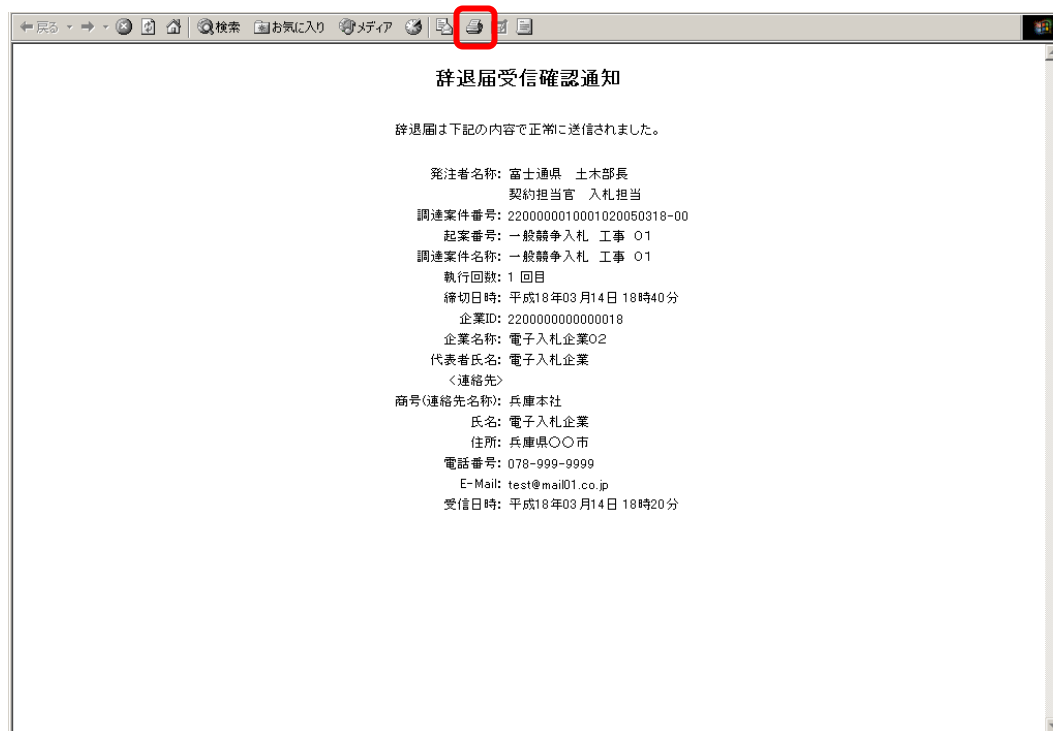 戻る 検索 お気に入り メディア
辞退届受信確認通知
辞退届は下記の内容で正常に送信されました。
発注者名称: 富士通県　土木部長
契約担当官　入札担当
調達案件番号: 2200000010001020050318-00
起案番号: 一般競争入札　工事　01
調達案件名称: 一般競争入札　工事　01
執行回数: 1 回目
締切日時: 平成18年03月14日 18時40分
企業ID: 2200000000000018
企業名称: 電子入札企業02
代表者氏名: 電子入札企業
<連絡先>
商号(連絡先名称): 兵庫本社
氏名: 電子入札企業
住所: 兵庫県〇〇市
電話番号: 078-999-9999
E-Mail: test@mail01.co.jp
受信日時: 平成18年03月14日 18時20分